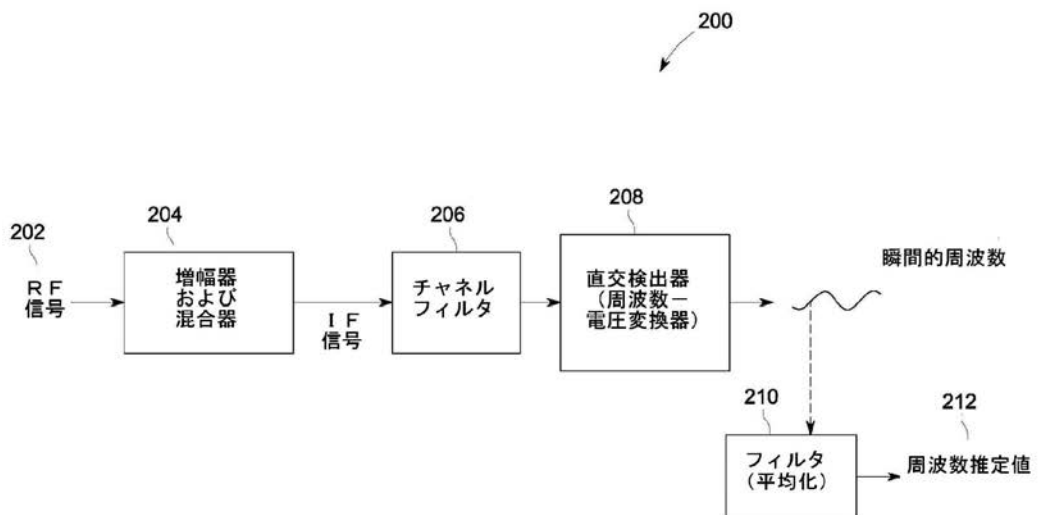 200
202
204
206
208
RF
信号
増幅器
および
混合器
IF
信号
チャネル
フィルタ
直交検出器
(周波数-
電圧変換器)
瞬間的周波数
210
212
フィルタ
(平均化)
周波数推定値